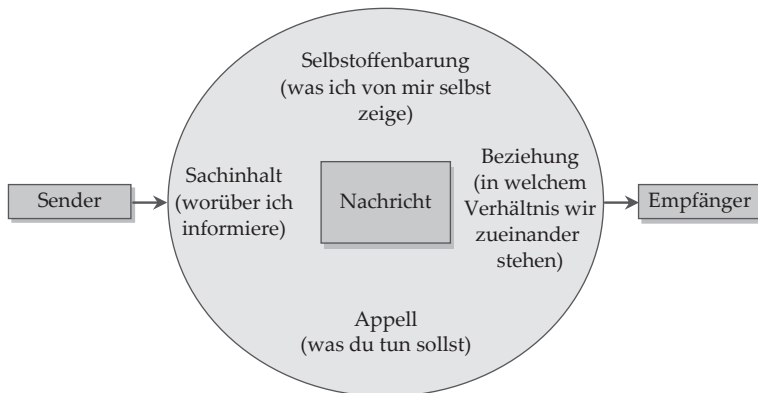 Selbstoffenbarung
(was ich von mir selbst
zeige)
Sender
Sachinhalt
(worüber ich
informiere)
Nachricht
Beziehung
(in welchem
Verhältnis wir
zueinander
stehen)
Empfänger
Appell
(was du tun sollst)